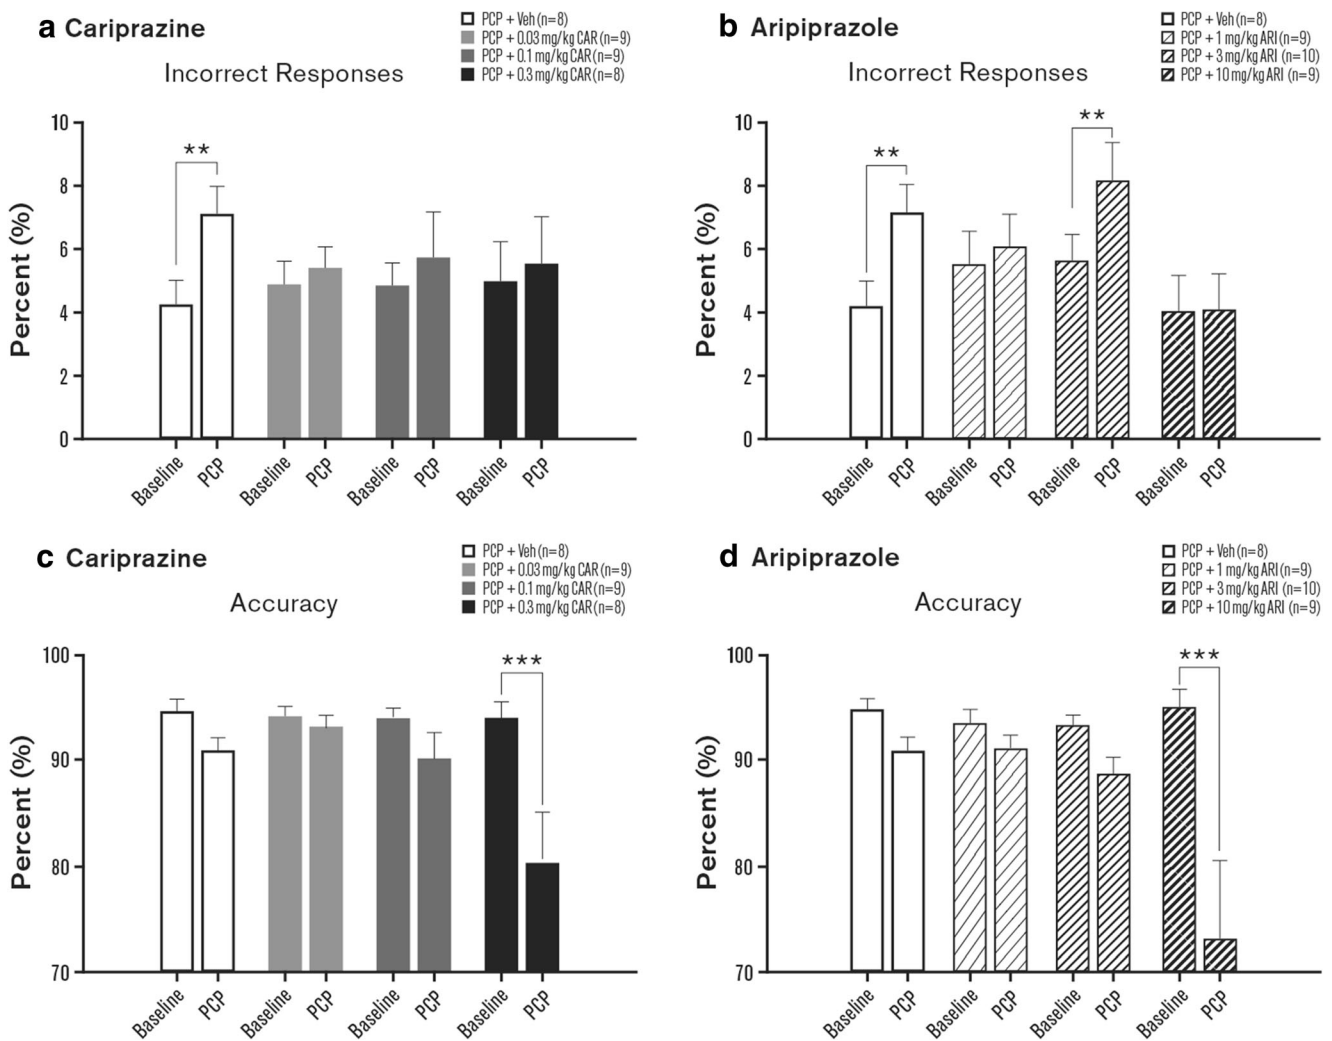 a Cariprazine
PCP + Veh (n=8)
PCP + 0.03 mg/kg CAR (n=9)
PCP + 0.1 mg/kg CAR (n=9)
PCP + 0.3 mg/kg CAR (n=8)
Incorrect Responses
Percent (%)
10
8
6
4
2
0
**
Baseline
PCP
Baseline
PCP
Baseline
PCP
Baseline
PCP
b Aripiprazole
PCP + Veh (n=8)
PCP + 1 mg/kg ARI (n=9)
PCP + 3 mg/kg ARI (n=10)
PCP + 10 mg/kg ARI (n=9)
Incorrect Responses
Percent (%)
10
8
6
4
2
0
**
**
Baseline
PCP
Baseline
PCP
Baseline
PCP
Baseline
PCP
c Cariprazine
PCP + Veh (n=8)
PCP + 0.03 mg/kg CAR (n=9)
PCP + 0.1 mg/kg CAR (n=9)
PCP + 0.3 mg/kg CAR (n=8)
Accuracy
Percent (%)
100
90
80
70
***
Baseline
PCP
Baseline
PCP
Baseline
PCP
Baseline
PCP
d Aripiprazole
PCP + Veh (n=8)
PCP + 1 mg/kg ARI (n=9)
PCP + 3 mg/kg ARI (n=10)
PCP + 10 mg/kg ARI (n=9)
Accuracy
Percent (%)
100
90
80
70
***
Baseline
PCP
Baseline
PCP
Baseline
PCP
Baseline
PCP